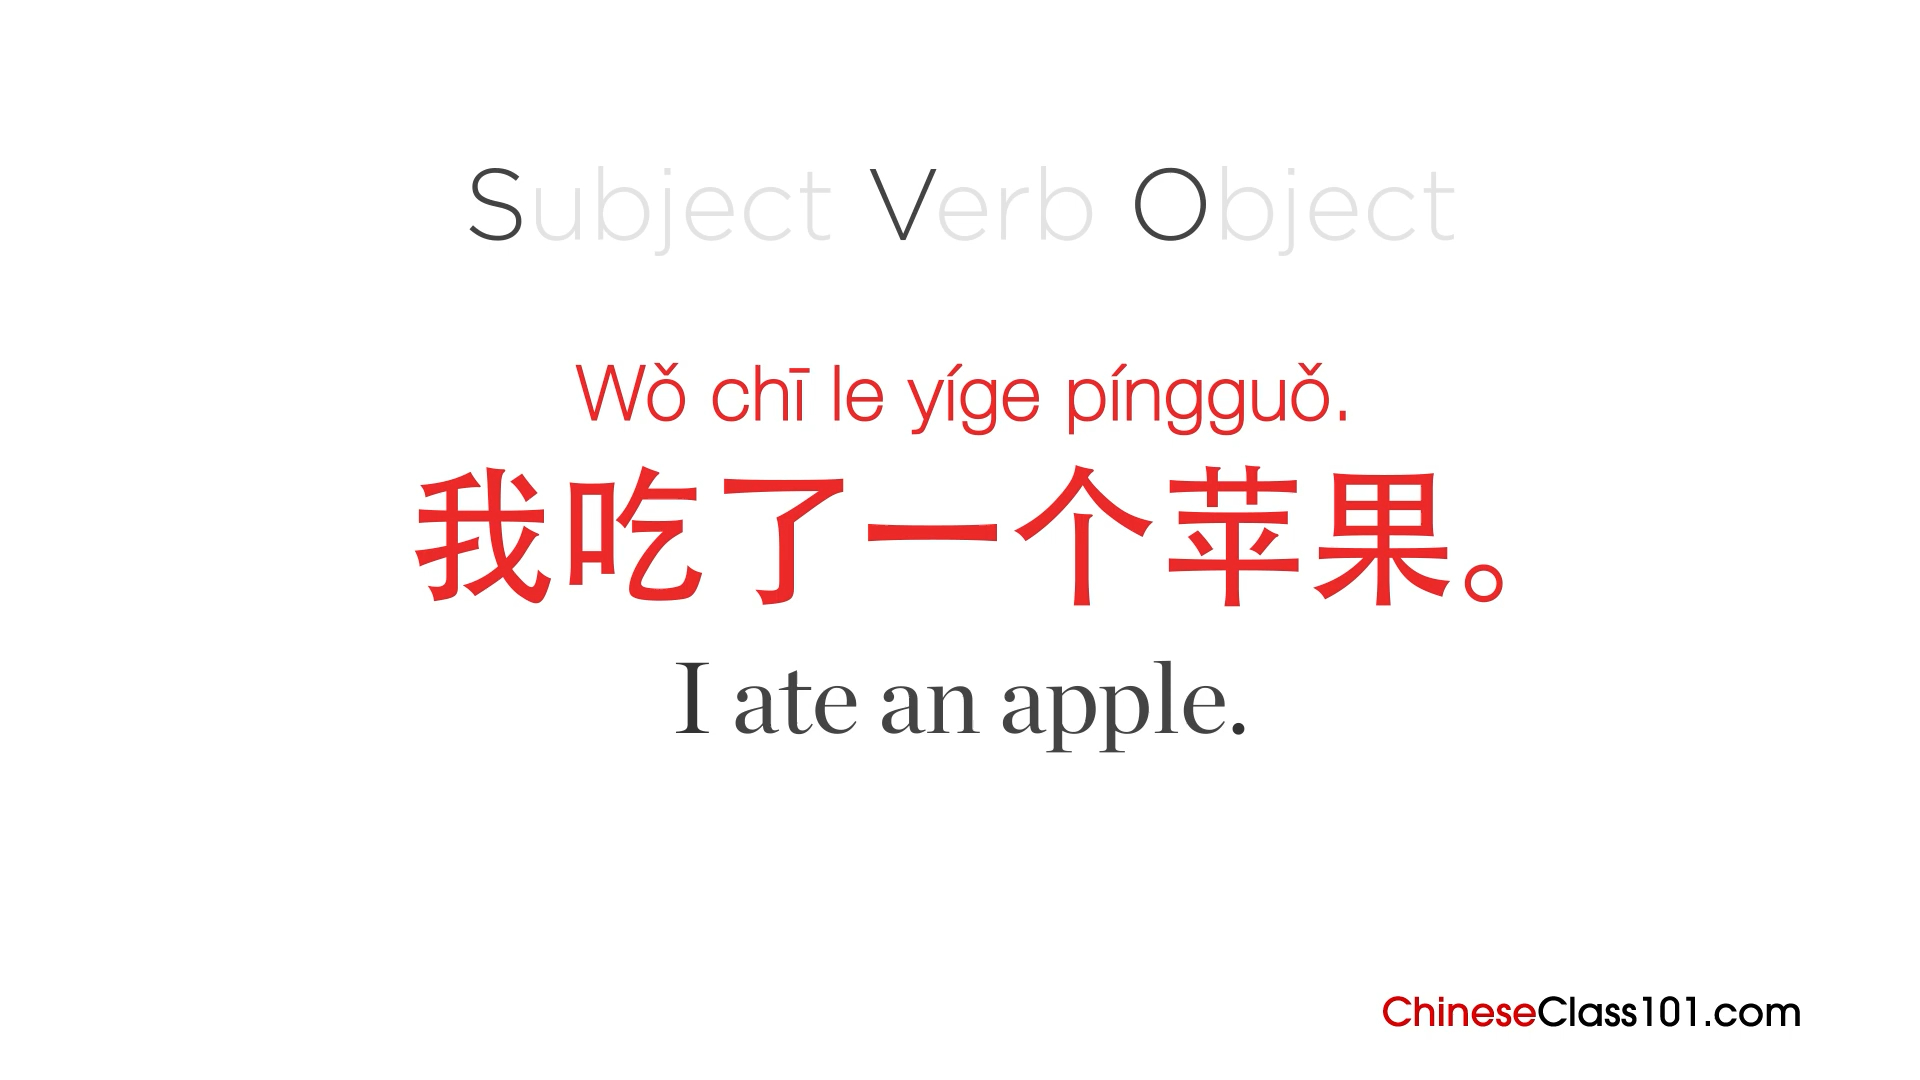 Subject Verb Object
Wǒ chī le yíge píngguǒ.
我吃了一个苹果。
I ate an apple.
ChineseClass101.com